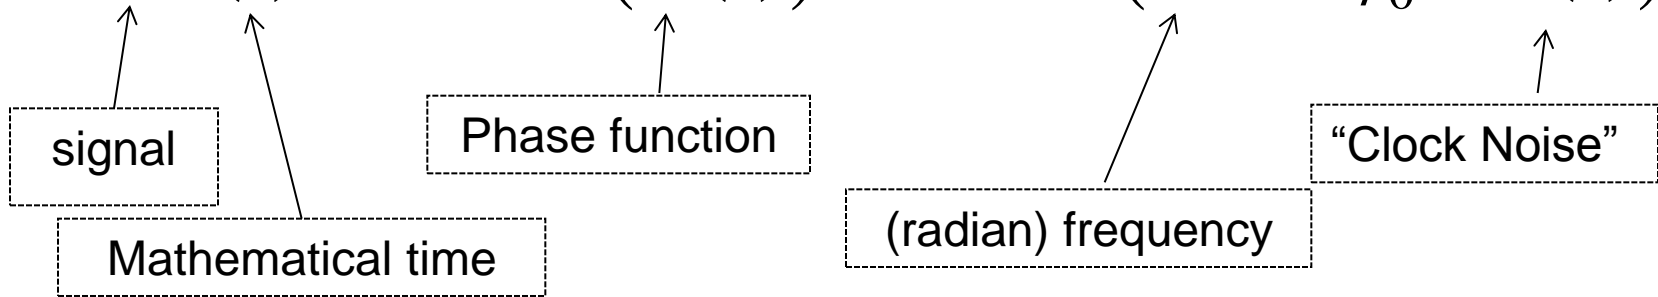 signal
Mathematical time
Phase function
(radian) frequency
“Clock Noise”